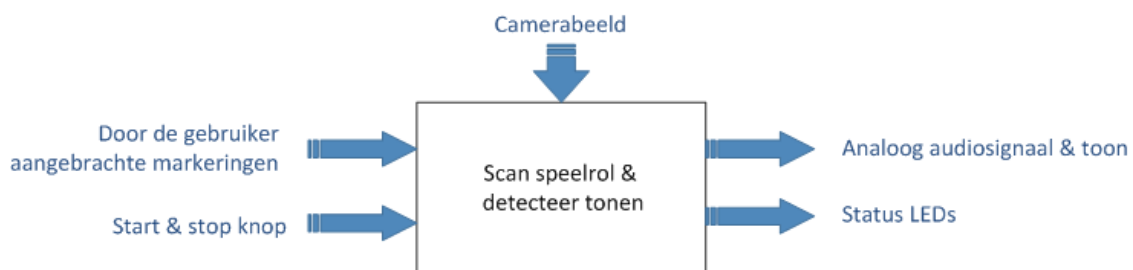 Camerabeeld
Door de gebruiker
aangebrachte markeringen
Start & stop knop
Scan speelrol &
detecteer tonen
Analoog audiosignaal & toon
Status LEDs